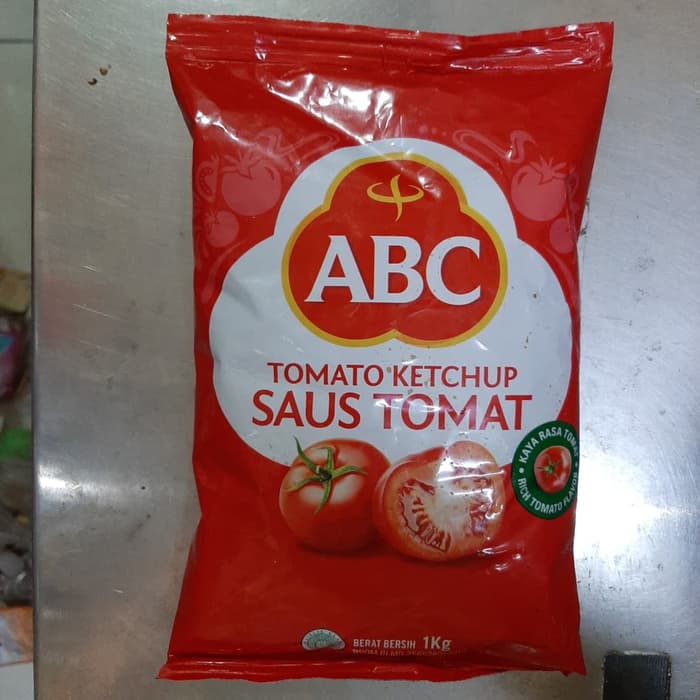 ABC
TOMATO KETCHUP
SAUS TOMAT
KAYA RASA TOMAT
RICH TOMATO FLAVOR
BERAT BERSIH 1Kg